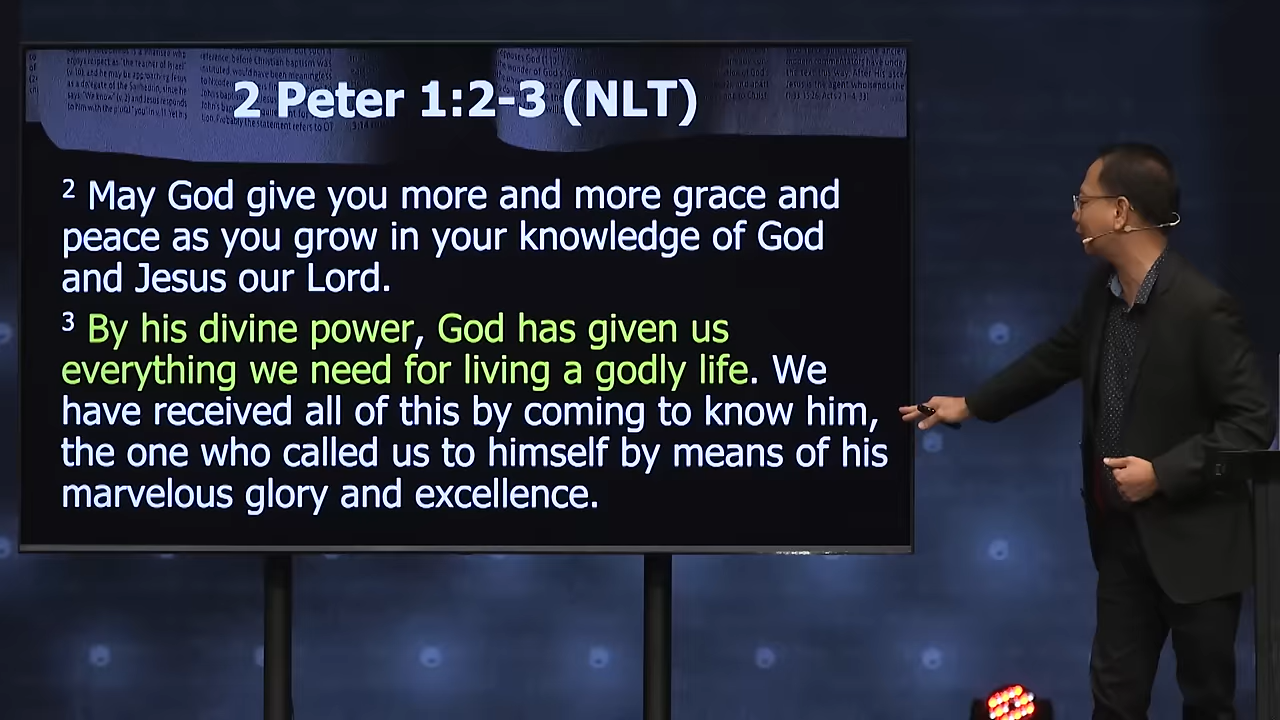 2 Peter 1:2-3 (NLT)
2 May God give you more and more grace and
peace as you grow in your knowledge of God
and Jesus our Lord.
3 By his divine power, God has given us
everything we need for living a godly life. We
have received all of this by coming to know him,
the one who called us to himself by means of his
marvelous glory and excellence.